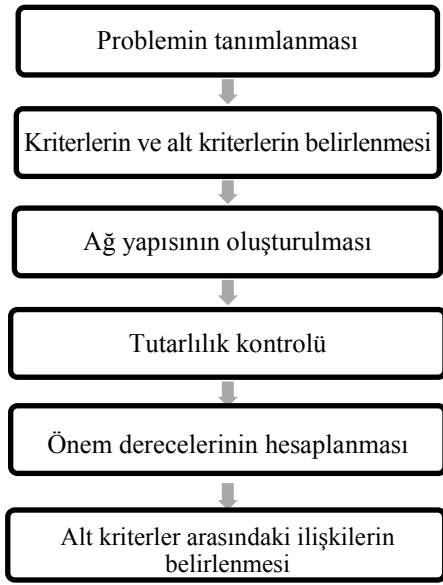 Problemin tanımlanması
Kriterlerin ve alt kriterlerin belirlenmesi
Ağ yapısının oluşturulması
Tutarlılık kontrolü
Önem derecelerinin hesaplanması
Alt kriterler arasındaki ilişkilerin
belirlenmesi